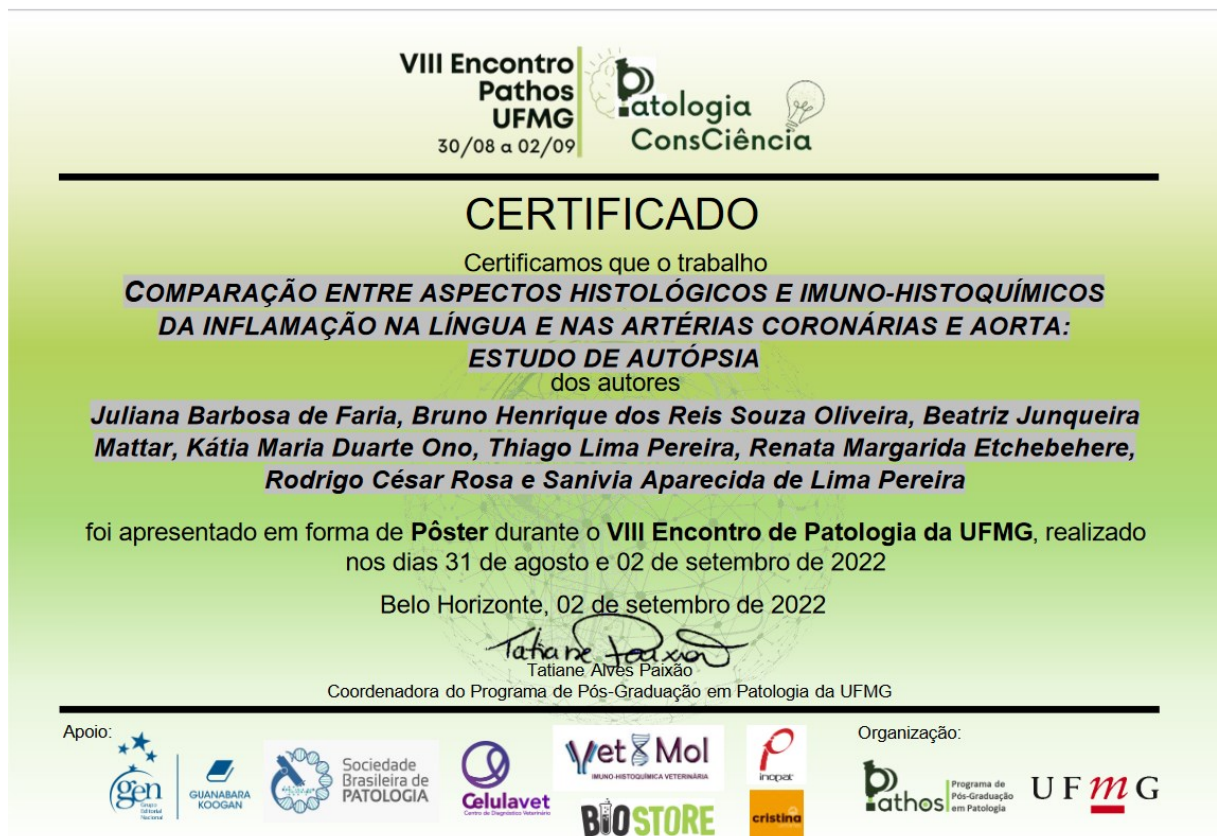 VIII Encontro
Pathos
UFMG
30/08 a 02/09
Patologia
ConsCiência
CERTIFICADO
Certificamos que o trabalho
COMPARAÇÃO ENTRE ASPECTOS HISTOLÓGICOS E IMUNO-HISTOQUÍMICOS
DA INFLAMAÇÃO NA LÍNGUA E NAS ARTÉRIAS CORONÁRIAS E AORTA:
ESTUDO DE AUTÓPSIA
dos autores
Juliana Barbosa de Faria, Bruno Henrique dos Reis Souza Oliveira, Beatriz Junqueira
Mattar, Kátia Maria Duarte Ono, Thiago Lima Pereira, Renata Margarida Etchebehere,
Rodrigo César Rosa e Sanivia Aparecida de Lima Pereira
foi apresentado em forma de Pôster durante o VIII Encontro de Patologia da UFMG, realizado
nos dias 31 de agosto e 02 de setembro de 2022
Belo Horizonte, 02 de setembro de 2022
Tatiane Paixão
Tatiane Alves Paixão
Coordenadora do Programa de Pós-Graduação em Patologia da UFMG
Apoio:
gen
Grupo
Editorial
Nacional
GUANABARA
KOOGAN
Sociedade
Brasileira de
PATOLOGIA
Celulavet
Centro de Diagnóstico Veterinário
Vet Mol
IMUNO-HISTOQUÍMICA VETERINÁRIA
BIOSTORE
inopat
cristina
Organização:
Pathos
Programa de
Pós-Graduação
em Patologia
UFmG